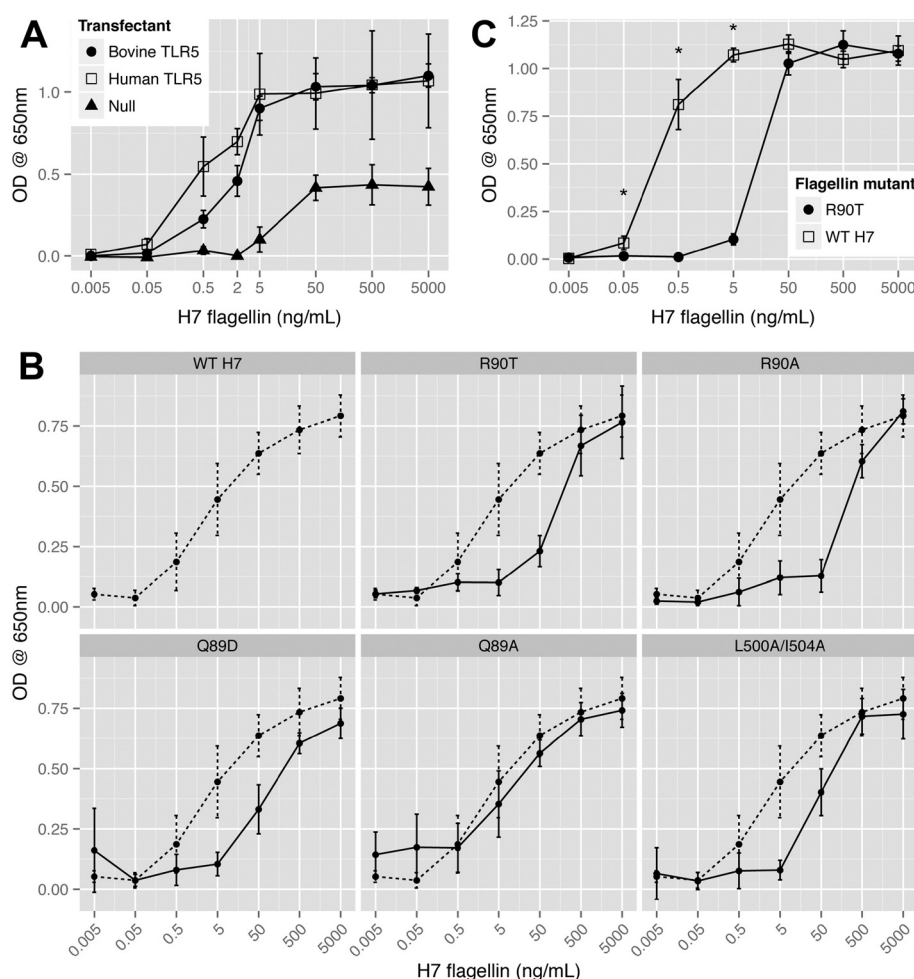 A
Transfectant
Bovine TLR5
Human TLR5
Null
OD @ 650nm
1.0
0.5
0.0
0.005
0.05
0.5
2
5
50
500
5000
H7 flagellin (ng/mL)
C
OD @ 650nm
1.25
1.00
0.75
0.50
0.25
0.00
*
*
*
Flagellin mutant
R90T
WT H7
0.005
0.05
0.5
5
50
500
5000
H7 flagellin (ng/mL)
B
WT H7
R90T
R90A
OD @ 650nm
0.75
0.50
0.25
0.00
Q89D
Q89A
L500A/I504A
0.75
0.50
0.25
0.00
0.005
0.05
0.5
5
50
500
5000
0.005
0.05
0.5
5
50
500
5000
0.005
0.05
0.5
5
50
500
5000
H7 flagellin (ng/mL)